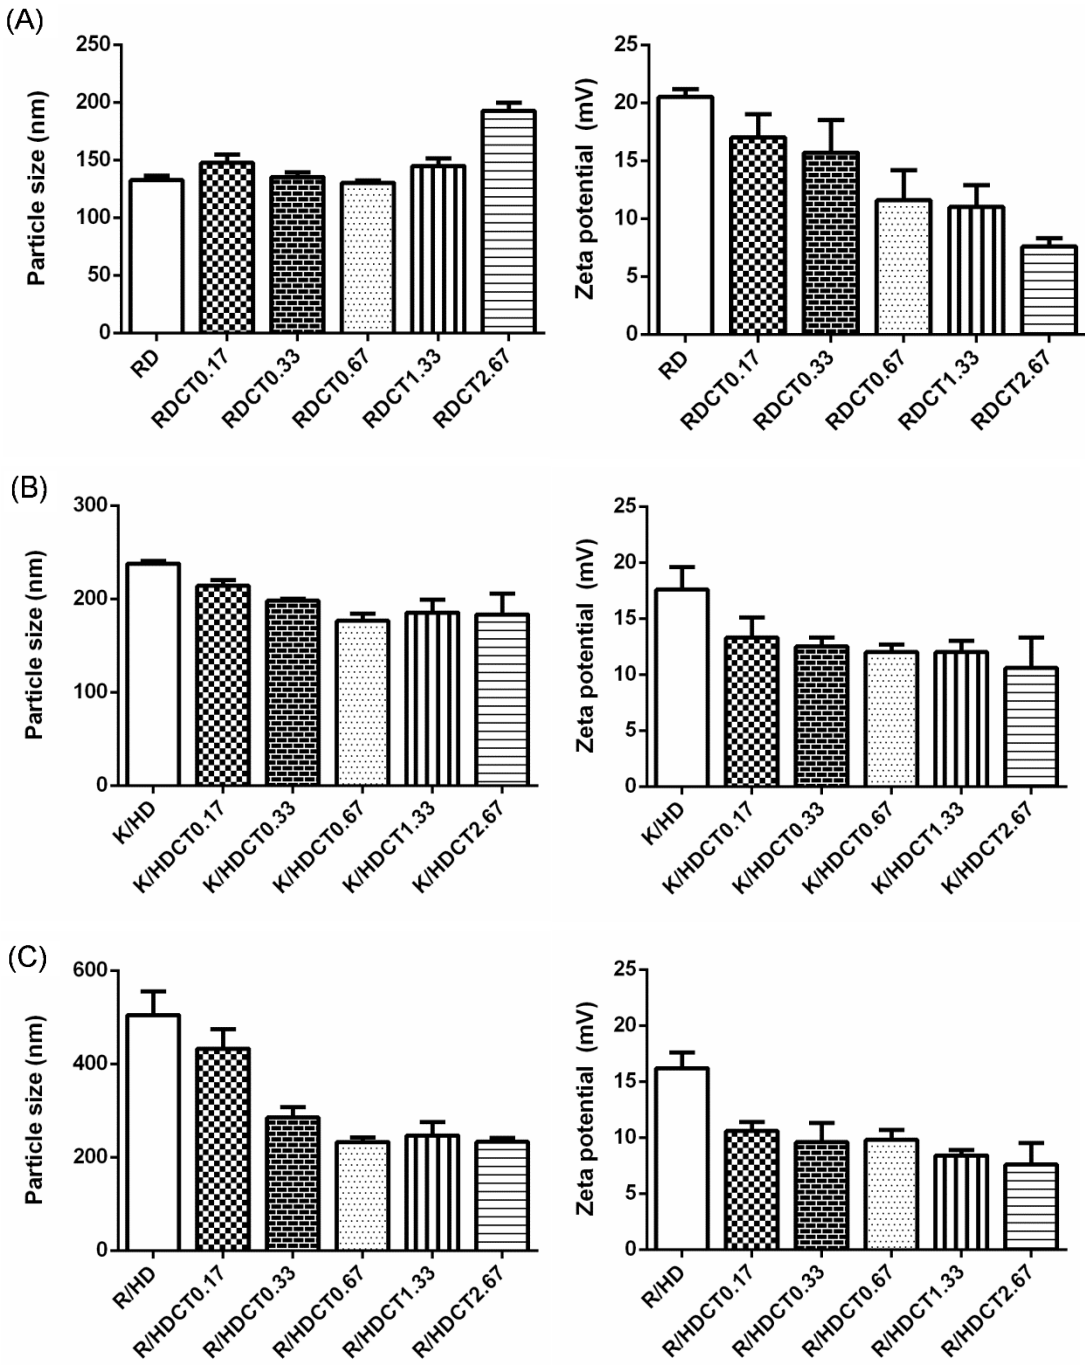 (A)
Particle size (nm)
250
200
150
100
50
0
RD
RDCT0.17
RDCT0.33
RDCT0.67
RDCT1.33
RDCT2.67
Zeta potential (mV)
25
20
15
10
5
0
RD
RDCT0.17
RDCT0.33
RDCT0.67
RDCT1.33
RDCT2.67
(B)
Particle size (nm)
300
200
100
0
K/HD
K/HDCT0.17
K/HDCT0.33
K/HDCT0.67
K/HDCT1.33
K/HDCT2.67
Zeta potential (mV)
25
20
15
10
5
0
K/HD
K/HDCT0.17
K/HDCT0.33
K/HDCT0.67
K/HDCT1.33
K/HDCT2.67
(C)
Particle size (nm)
600
400
200
0
R/HD
R/HDCT0.17
R/HDCT0.33
R/HDCT0.67
R/HDCT1.33
R/HDCT2.67
Zeta potential (mV)
25
20
15
10
5
0
R/HD
R/HDCT0.17
R/HDCT0.33
R/HDCT0.67
R/HDCT1.33
R/HDCT2.67